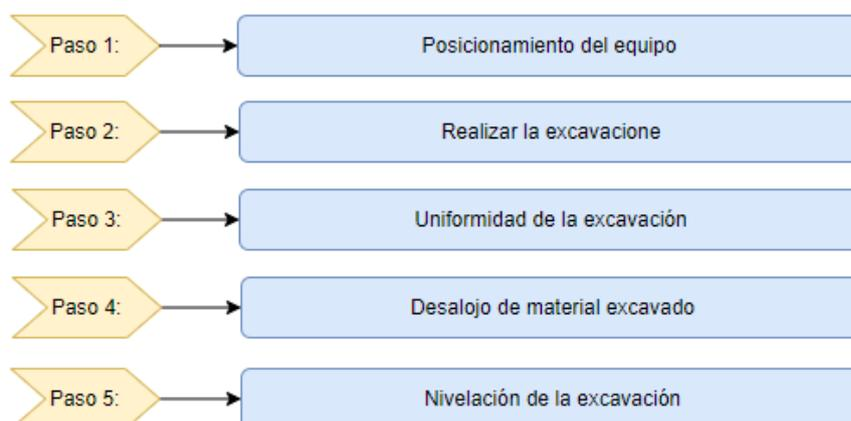 Paso 1: Posicionamiento del equipo
Paso 2: Realizar la excavacione
Paso 3: Uniformidad de la excavación
Paso 4: Desalojo de material excavado
Paso 5: Nivelación de la excavación